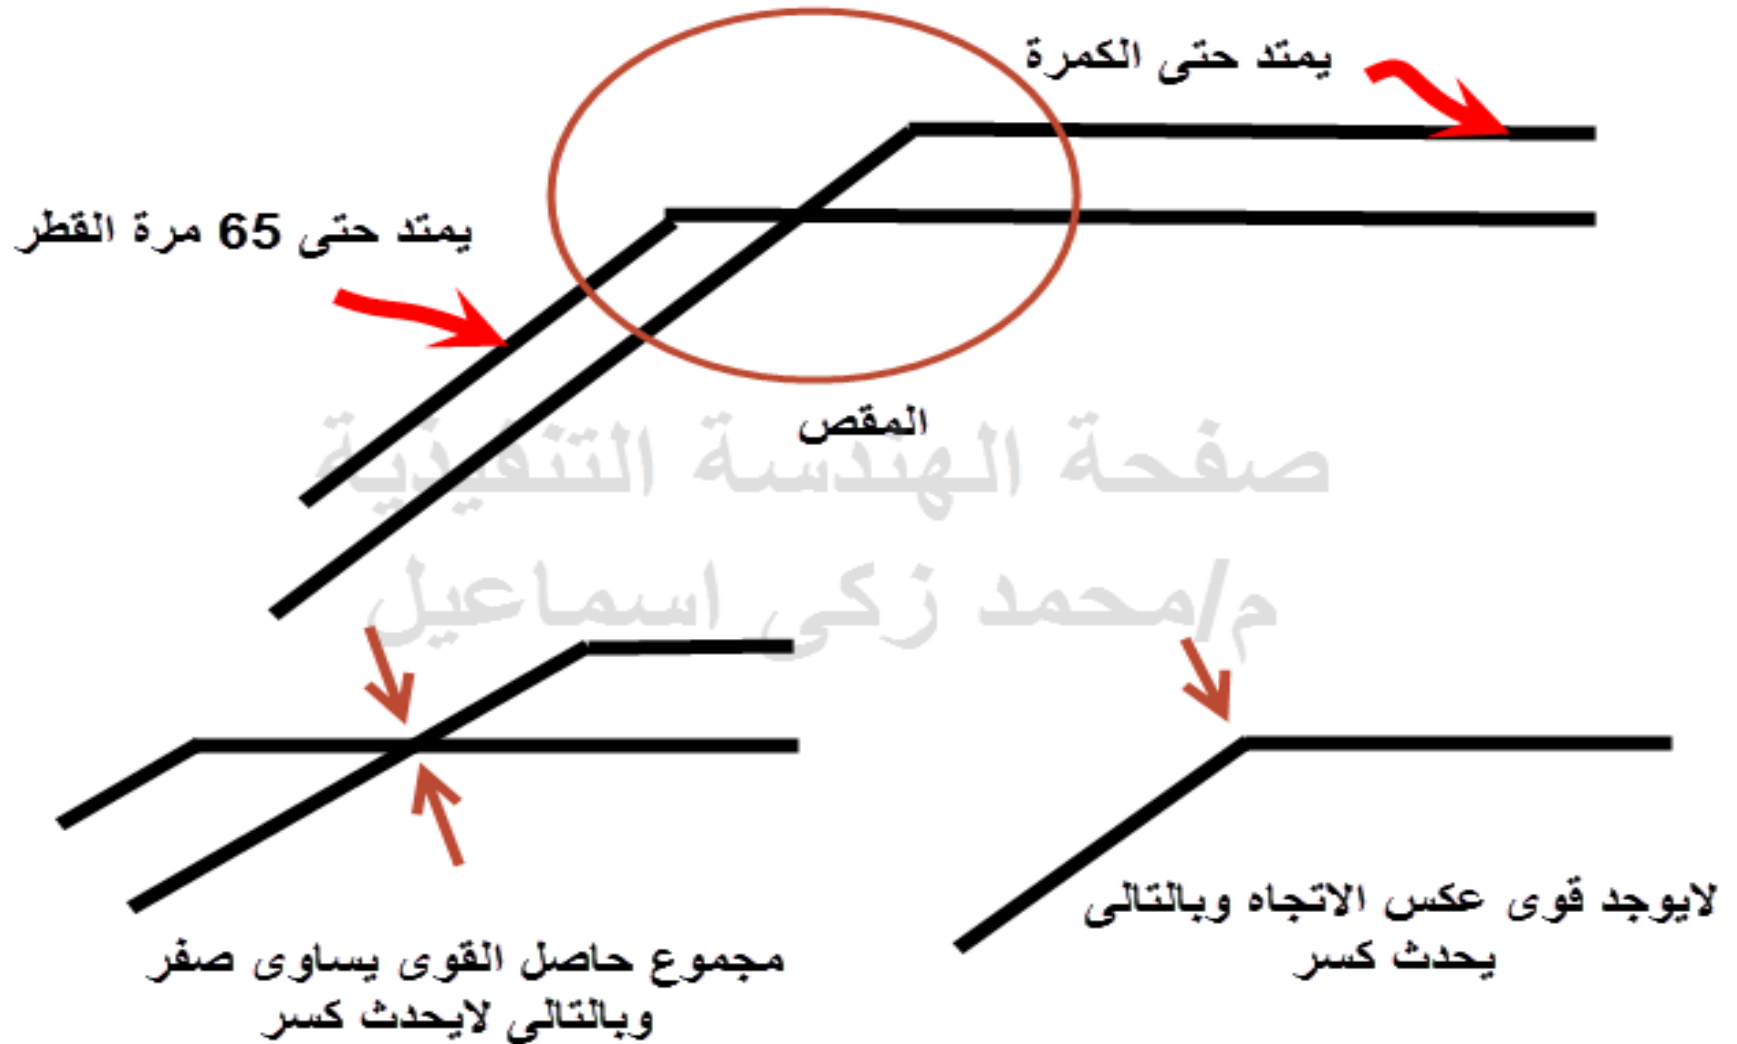 يمتد حتى الكمرة
يمتد حتى 65 مرة القطر
المقص
صفحة الهندسة التنفيذية
م/محمد زكى اسماعيل
لايوجد قوى عكس الاتجاه وبالتالى
يحدث كسر
مجموع حاصل القوى يساوى صفر
وبالتالى لايحدث كسر